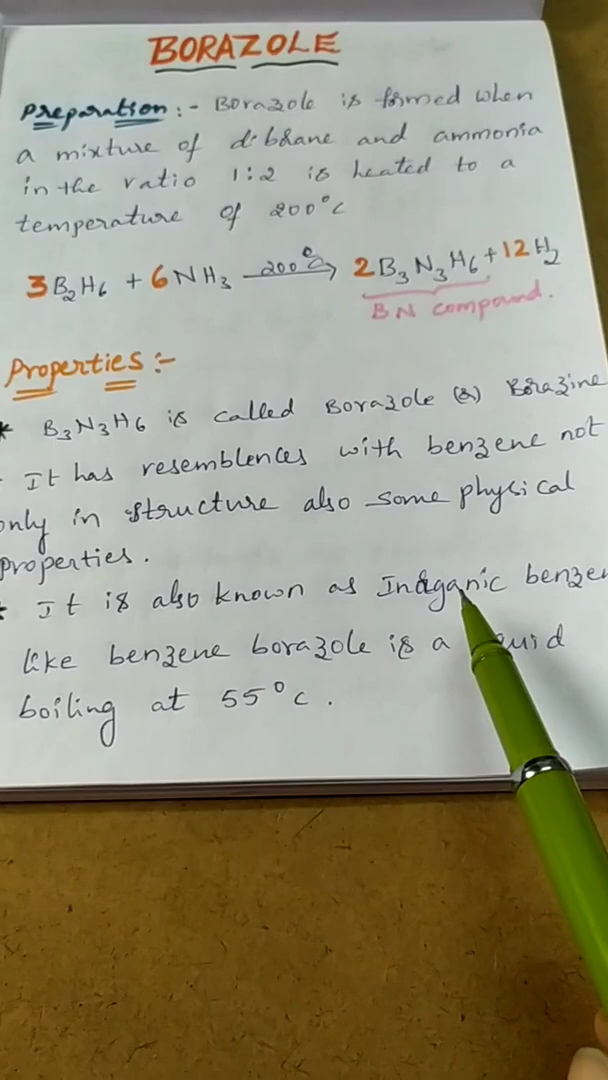 BORAZOLE
Preparation:- Borazole is formed when
a mixture of diborane and ammonia
in the ratio 1:2 is heated to a
temperature of 200°C
3B₂H₆ + 6NH₃ —200°C→ 2B₃N₃H₆ + 12H₂
BN compound.
Properties:-
* B₃N₃H₆ is called Borazole (or) Borazine
It has resemblences with benzene not
only in structure also some physical
properties.
* It is also known as Inorganic benzen
like benzene borazole is a
boiling at 55°C.